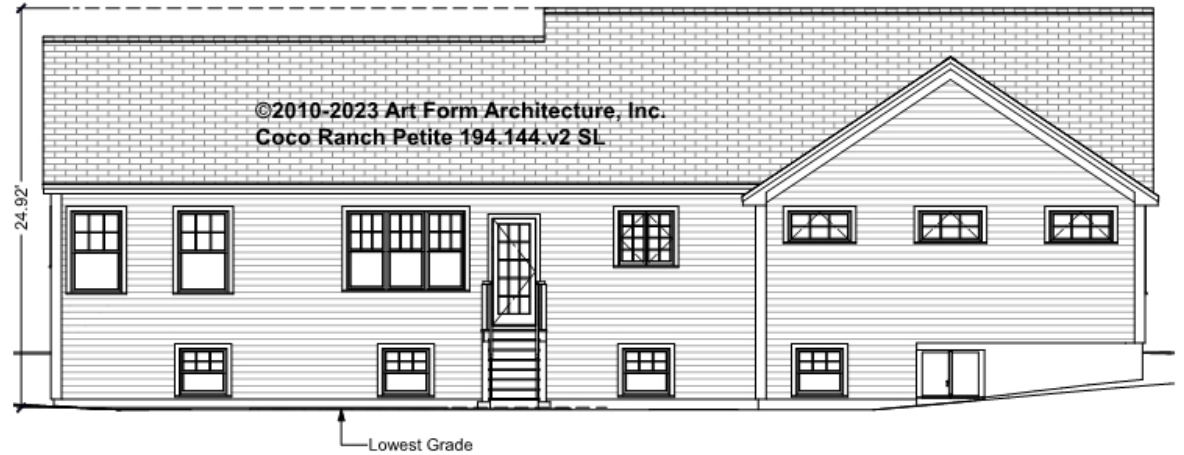 ©2010-2023 Art Form Architecture, Inc.
Coco Ranch Petite 194.144.v2 SL
24.92'
Lowest Grade